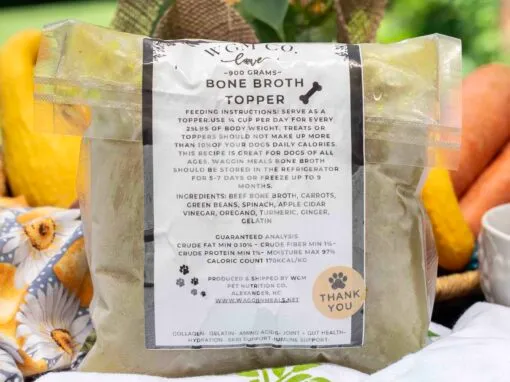 WGM CO.
love
~900 GRAMS~
BONE BROTH
TOPPER
FEEDING INSTRUCTIONS: SERVE AS A
TOPPER.USE ¼ CUP PER DAY FOR EVERY
25LBS OF BODY WEIGHT. TREATS OR
TOPPERS SHOULD NOT MAKE UP MORE
THAN 10% OF YOUR DOGS DAILY CALORIES.
THIS RECIPE IS GREAT FOR DOGS OF ALL
AGES. WAGGIN MEALS BONE BROTH
SHOULD BE STORED IN THE REFRIGERATOR
FOR 5-7 DAYS OR FREEZE UP TO 9
MONTHS.
INGREDIENTS: BEEF BONE BROTH, CARROTS,
GREEN BEANS, SPINACH, APPLE CIDAR
VINEGAR, OREGANO, TURMERIC, GINGER,
GELATIN
GUARANTEED ANALYSIS
CRUDE FAT MIN 0.10% ~ CRUDE FIBER MIN 1%~
CRUDE PROTEIN MIN 1%~ MOISTURE MAX 97%
CALORIC COUNT 170KCAL/KG
PRODUCED & SHIPPED BY WGM
PET NUTRITION CO.
ALEXANDER, NC
WWW.WAGGNMEALS.NET
THANK
YOU
COLLAGEN~ GELATIN~ AMINO ACIDS~ JOINT + GUT HEALTH~
HYDRATION~ SKIN SUPPORT~IMMUNE SUPPORT~